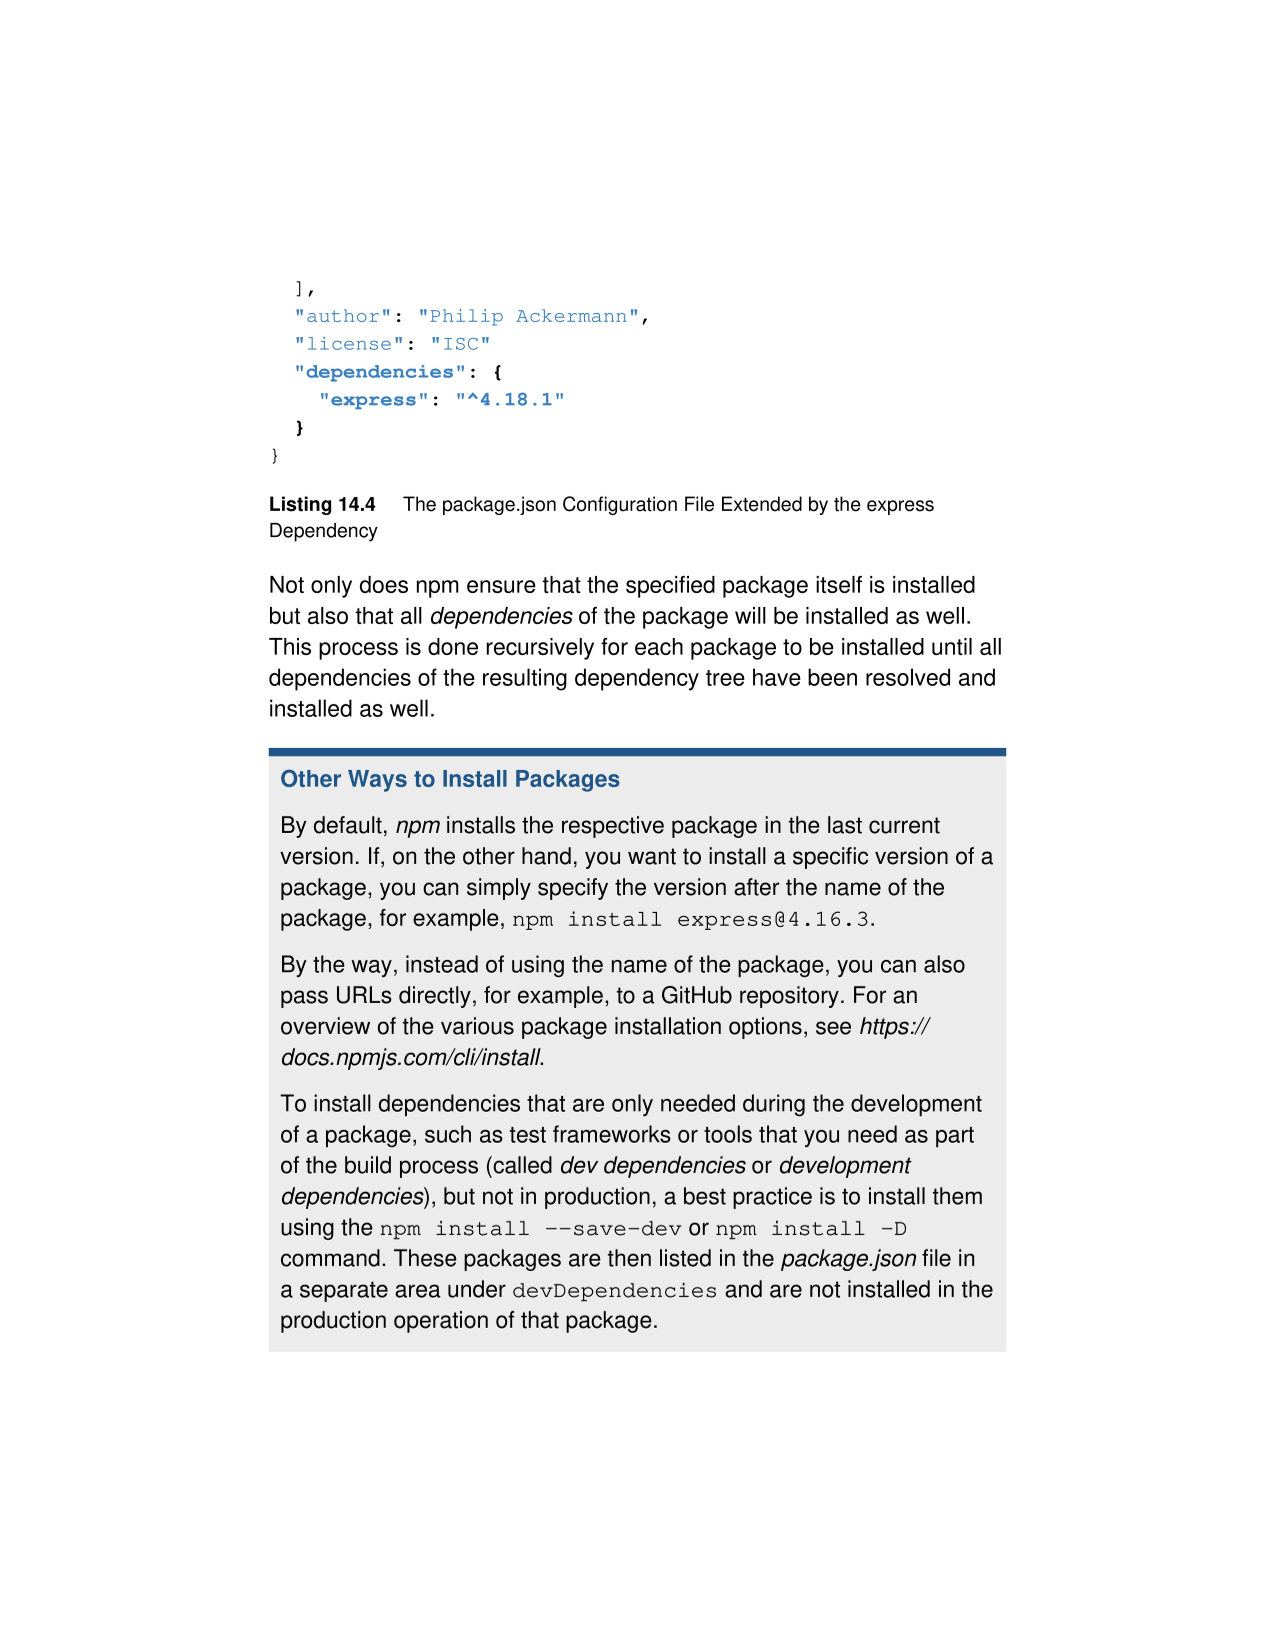 ],
"author": "Philip Ackermann",
"license": "ISC"
"dependencies": {
"express": "^4.18.1"
}
}
Listing 14.4 The package.json Configuration File Extended by the express
Dependency
Not only does npm ensure that the specified package itself is installed
but also that all dependencies of the package will be installed as well.
This process is done recursively for each package to be installed until all
dependencies of the resulting dependency tree have been resolved and
installed as well.
Other Ways to Install Packages
By default, npm installs the respective package in the last current
version. If, on the other hand, you want to install a specific version of a
package, you can simply specify the version after the name of the
package, for example, npm install express@4.16.3.
By the way, instead of using the name of the package, you can also
pass URLs directly, for example, to a GitHub repository. For an
overview of the various package installation options, see https://
docs.npmjs.com/cli/install.
To install dependencies that are only needed during the development
of a package, such as test frameworks or tools that you need as part
of the build process (called dev dependencies or development
dependencies), but not in production, a best practice is to install them
using the npm install --save-dev or npm install -D
command. These packages are then listed in the package.json file in
a separate area under devDependencies and are not installed in the
production operation of that package.